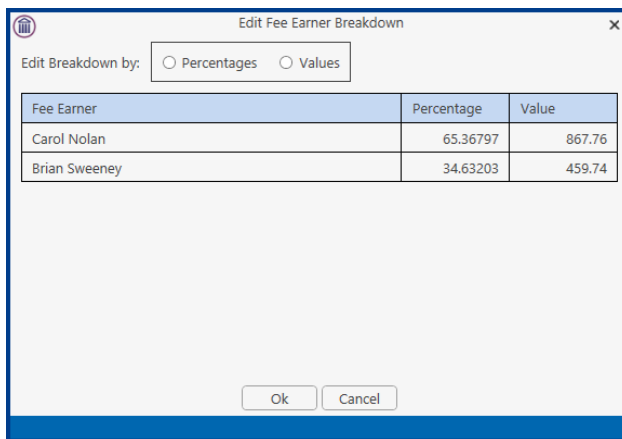 Edit Fee Earner Breakdown
Edit Breakdown by: Percentages Values
Fee Earner Percentage Value
Carol Nolan 65.36797 867.76
Brian Sweeney 34.63203 459.74
Ok Cancel